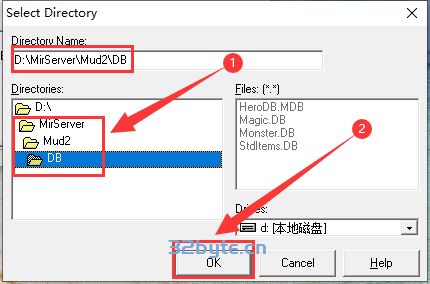 Select Directory
Directory Name:
D:\MirServer\Mud2\DB
1
Directories:
Files: (*.*)
D:\
MirServer
Mud2
DB
HeroDB.MDB
Magic.DB
Monster.DB
StdItems.DB
2
Drives:
d: [本地磁盘]
32byte.cn
OK
Cancel
Help